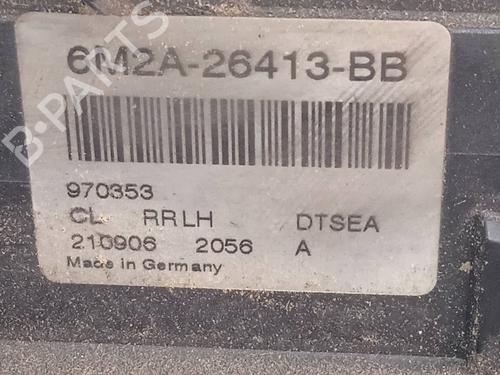 6M2A-26413-BB
970353
CL RRLH DTSEA
210906 2056 A
Made in Germany
B-PARTS